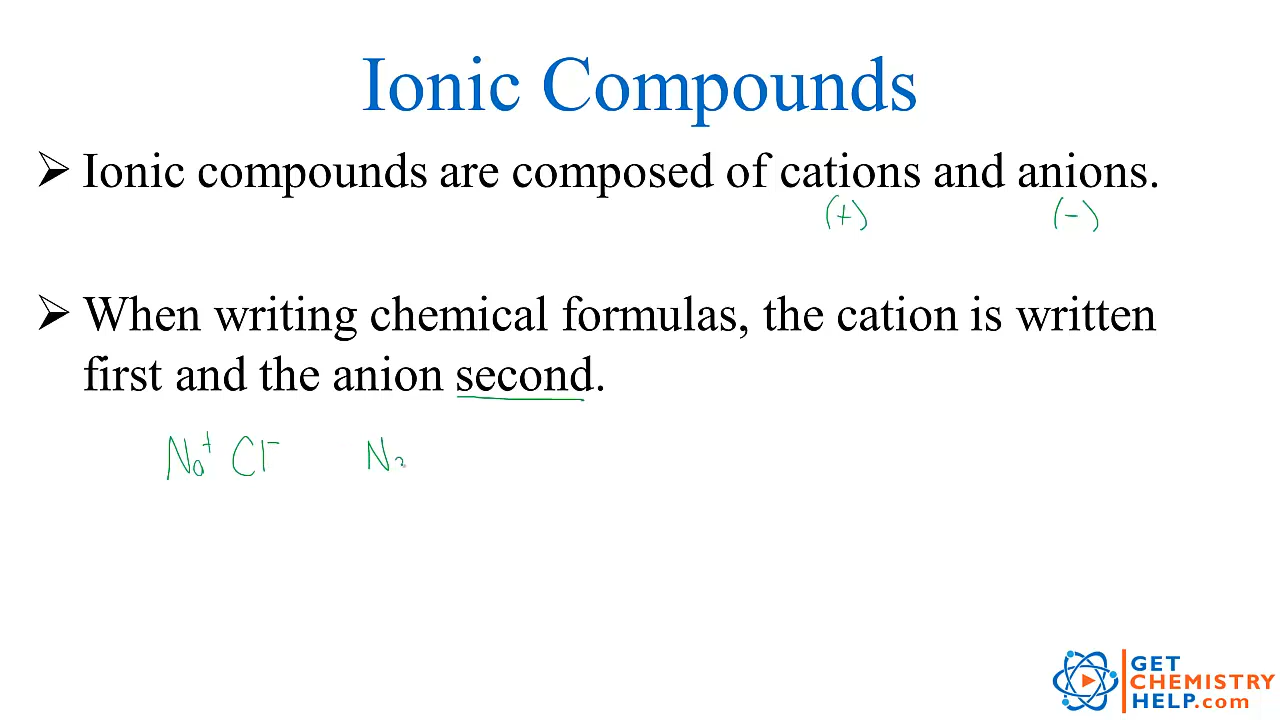 Ionic Compounds
➢ Ionic compounds are composed of cations and anions.
(+) (-)
➢ When writing chemical formulas, the cation is written
first and the anion second.
Na⁺ Cl⁻ N
GET
CHEMISTRY
HELP.com